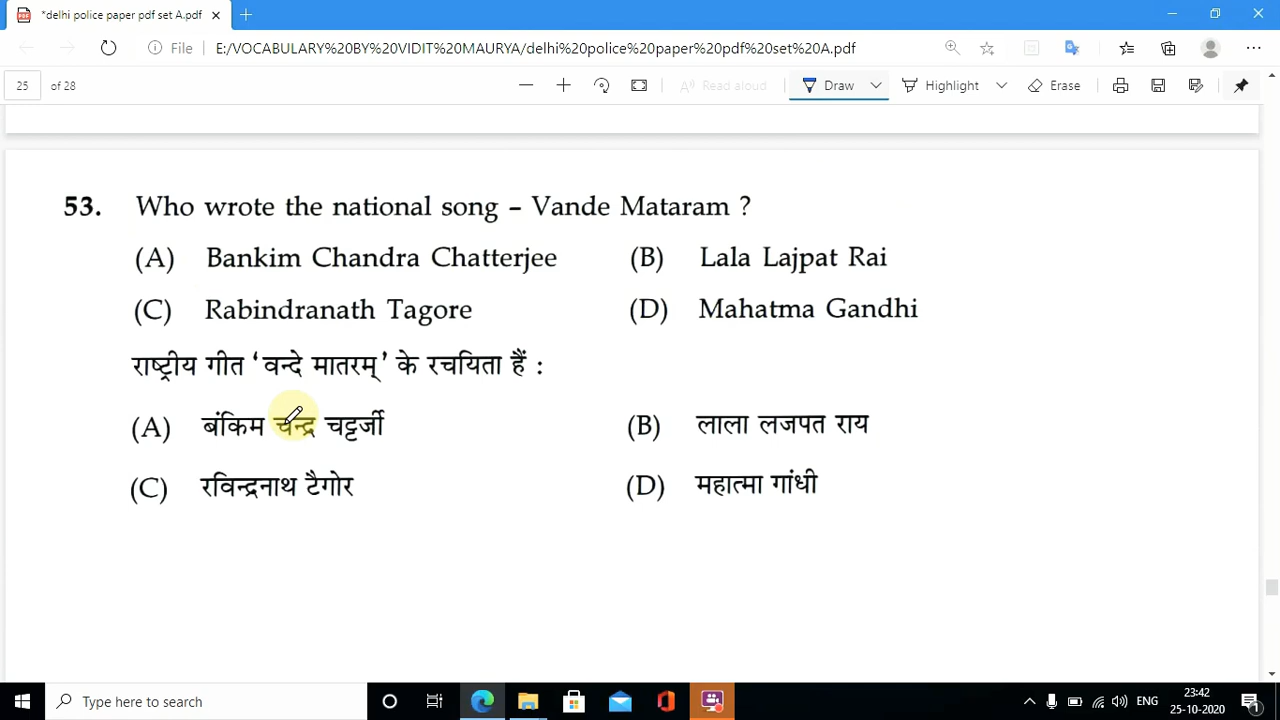 *delhi police paper pdf set A.pdf
File E:/VOCABULARY%20BY%20VIDIT%20MAURYA/delhi%20police%20paper%20pdf%20set%20A.pdf
25 of 28 Read aloud Draw Highlight Erase
53. Who wrote the national song – Vande Mataram ?
(A) Bankim Chandra Chatterjee (B) Lala Lajpat Rai
(C) Rabindranath Tagore (D) Mahatma Gandhi
राष्ट्रीय गीत ‘वन्दे मातरम्’ के रचयिता हैं :
(A) बंकिम चन्द्र चट्टर्जी (B) लाला लजपत राय
(C) रविन्द्रनाथ टैगोर (D) महात्मा गांधी
Type here to search ENG 23:42
25-10-2020